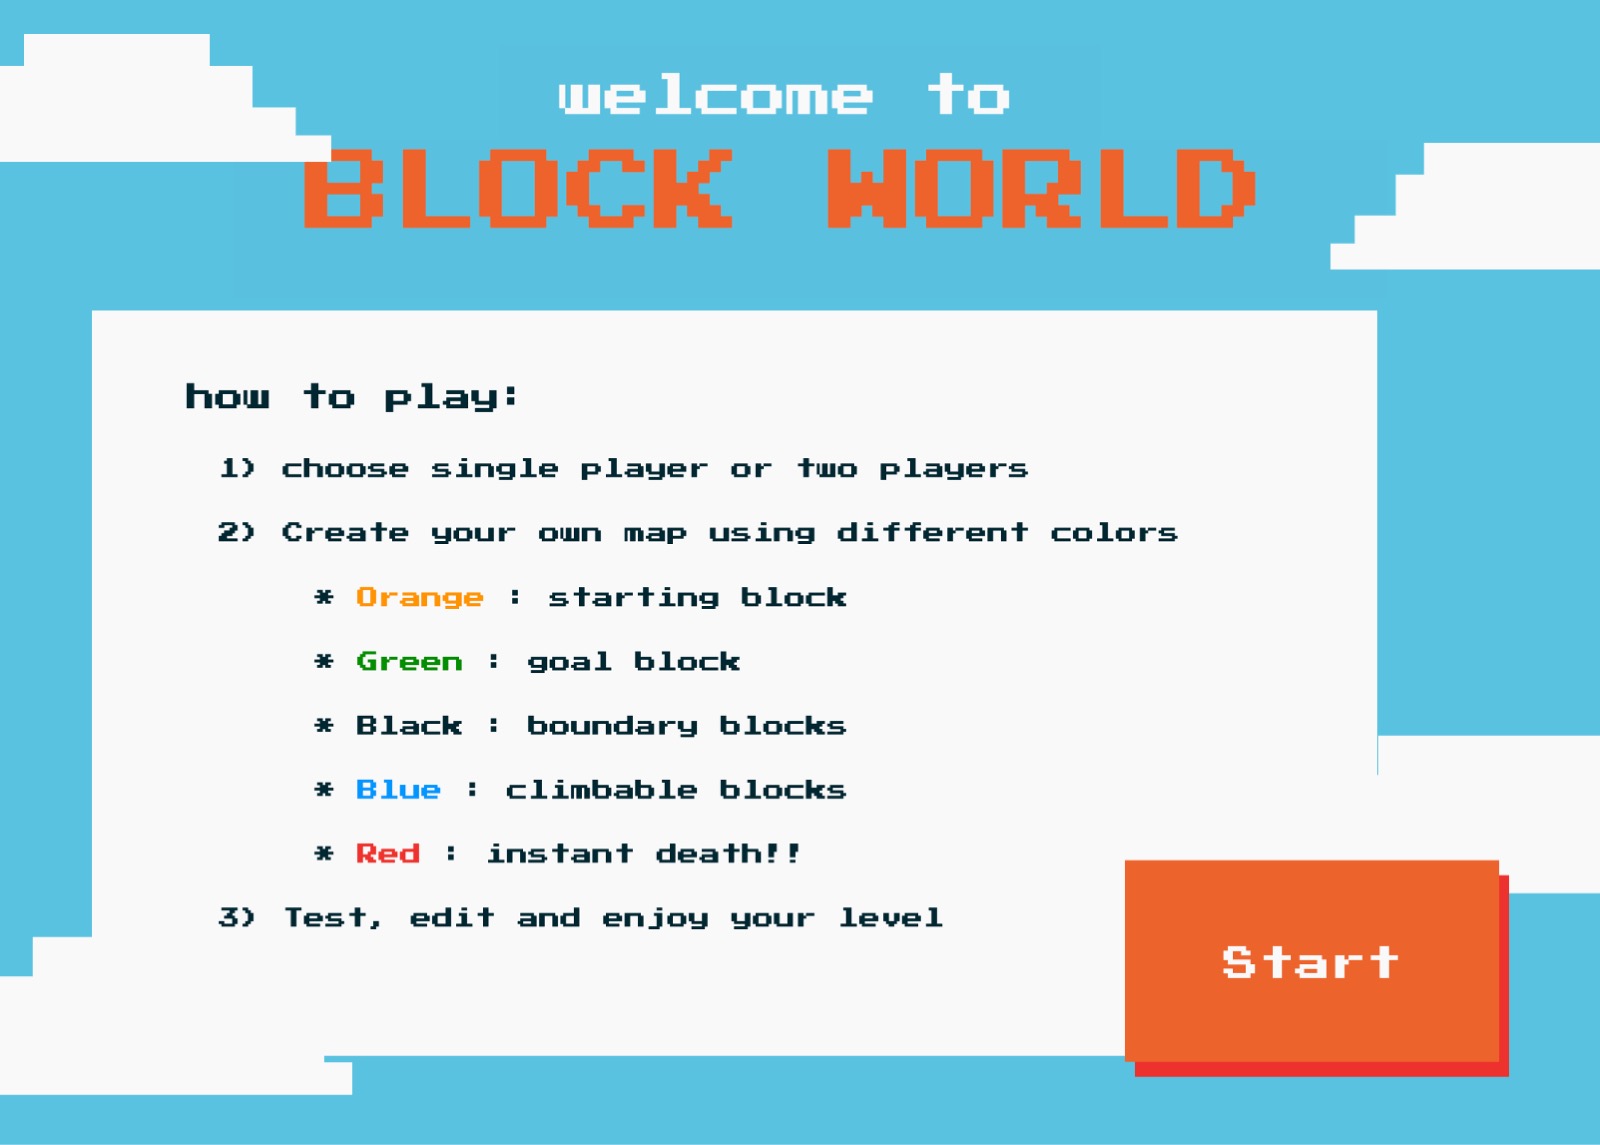 welcome to
BLOCK WORLD
how to play:
1) choose single player or two players
2) Create your own map using different colors
* Orange : starting block
* Green : goal block
* Black : boundary blocks
* Blue : climbable blocks
* Red : instant death!!
3) Test, edit and enjoy your level
Start